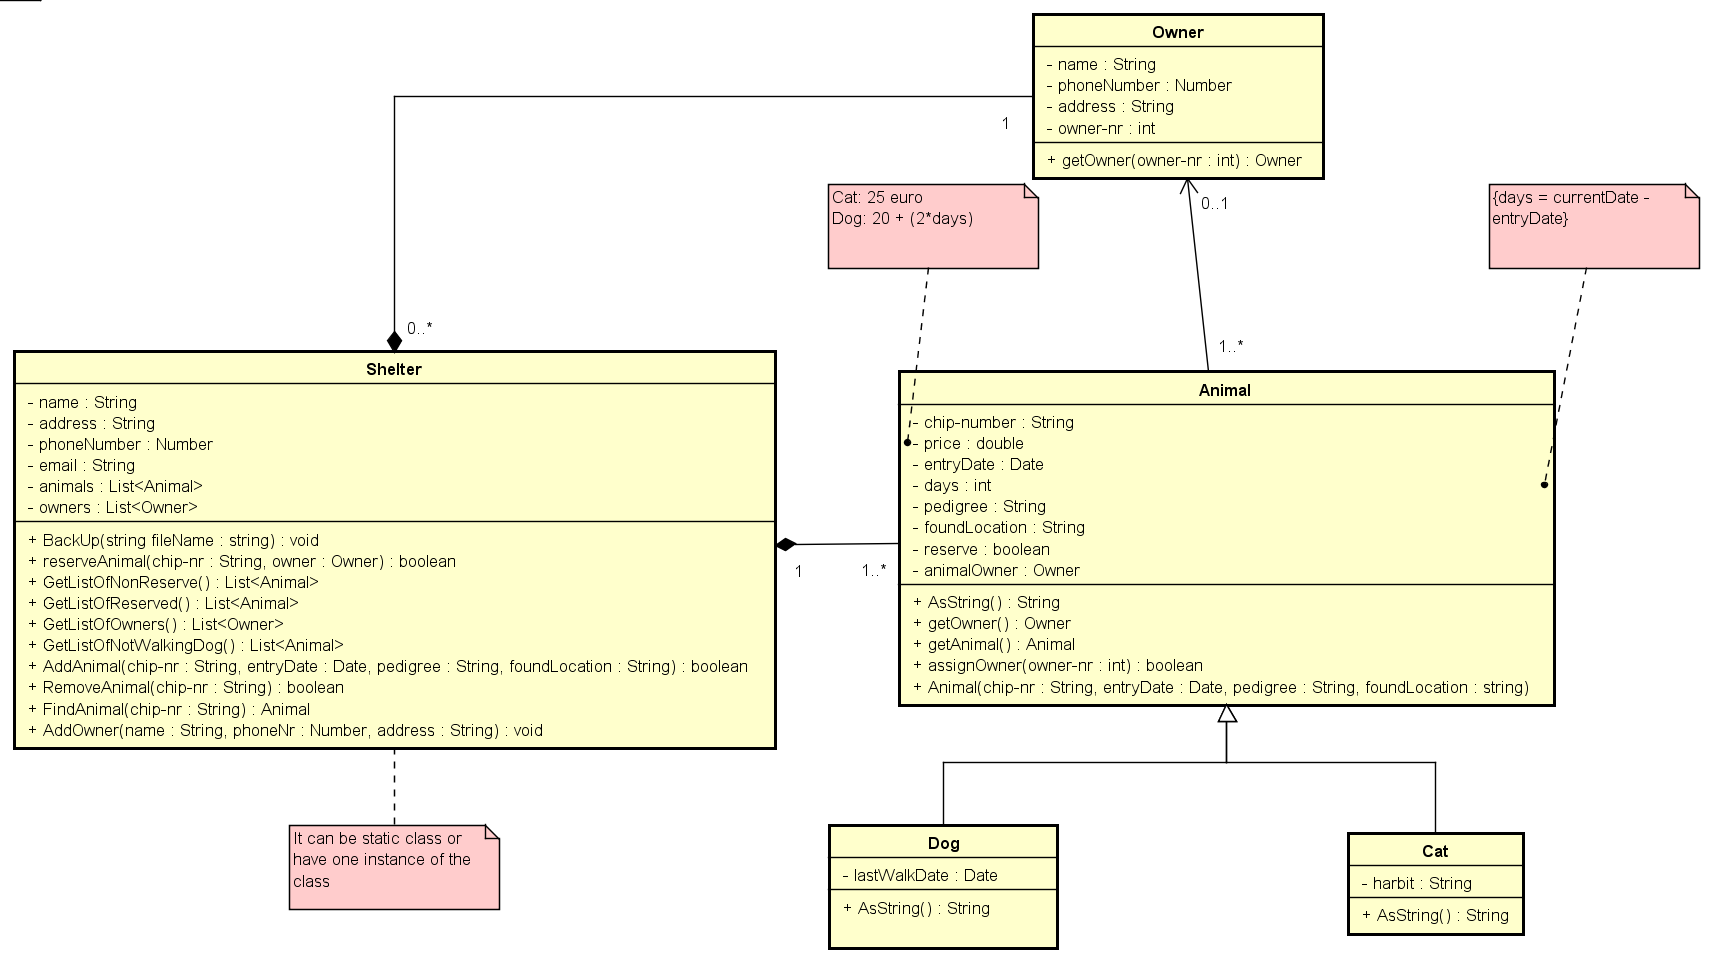 Owner
- name : String
- phoneNumber : Number
- address : String
- owner-nr : int
+ getOwner(owner-nr : int) : Owner
1
0..1
Cat: 25 euro
Dog: 20 + (2*days)
{days = currentDate -
entryDate}
0..*
1..*
Shelter
- name : String
- address : String
- phoneNumber : Number
- email : String
- animals : List<Animal>
- owners : List<Owner>
+ BackUp(string fileName : string) : void
+ reserveAnimal(chip-nr : String, owner : Owner) : boolean
+ GetListOfNonReserve() : List<Animal>
+ GetListOfReserved() : List<Animal>
+ GetListOfOwners() : List<Owner>
+ GetListOfNotWalkingDog() : List<Animal>
+ AddAnimal(chip-nr : String, entryDate : Date, pedigree : String, foundLocation : String) : boolean
+ RemoveAnimal(chip-nr : String) : boolean
+ FindAnimal(chip-nr : String) : Animal
+ AddOwner(name : String, phoneNr : Number, address : String) : void
1
1..*
Animal
- chip-number : String
- price : double
- entryDate : Date
- days : int
- pedigree : String
- foundLocation : String
- reserve : boolean
- animalOwner : Owner
+ AsString() : String
+ getOwner() : Owner
+ getAnimal() : Animal
+ assignOwner(owner-nr : int) : boolean
+ Animal(chip-nr : String, entryDate : Date, pedigree : String, foundLocation : string)
It can be static class or
have one instance of the
class
Dog
- lastWalkDate : Date
+ AsString() : String
Cat
- harbit : String
+ AsString() : String